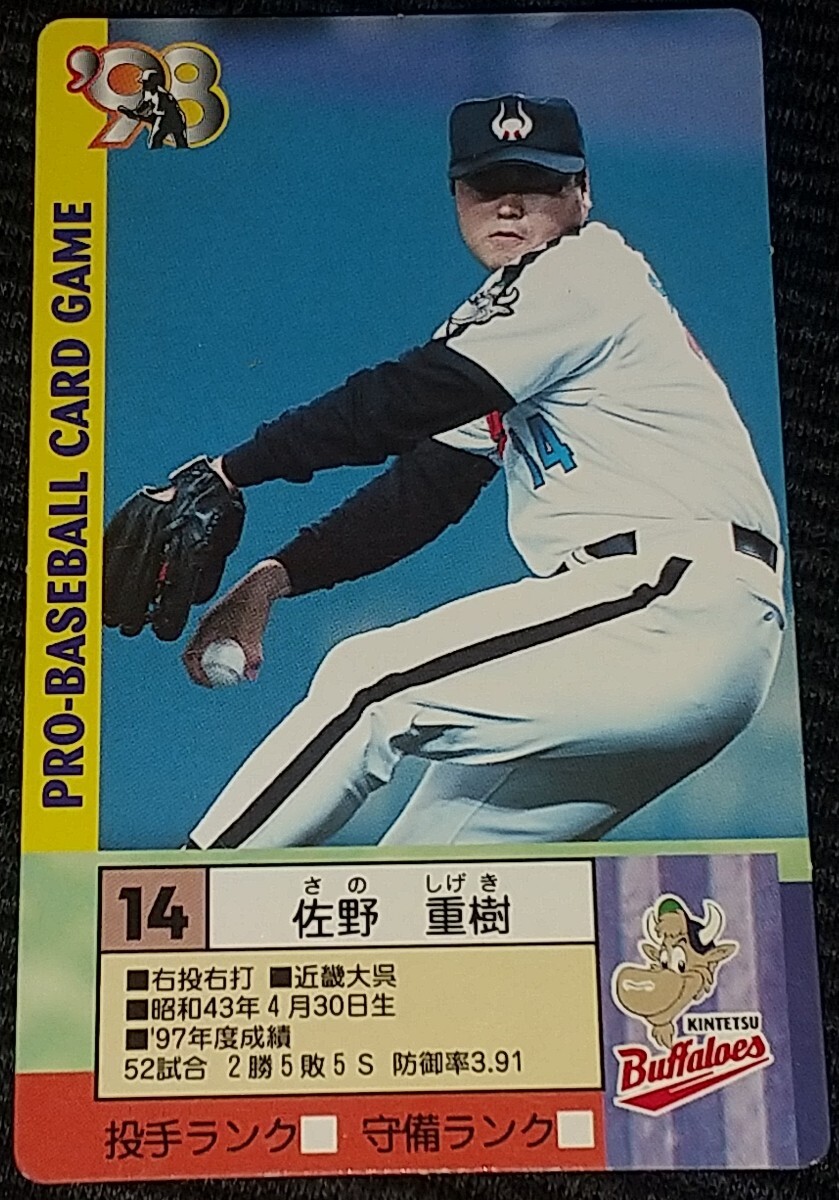 '98
PRO-BASEBALL CARD GAME
14
14
さの しげき
佐野 重樹
■右投右打 ■近畿大呉
■昭和43年4月30日生
■'97年度成績
52試合 2勝5敗5S 防御率3.91
KINTETSU
Buffaloes
投手ランク□ 守備ランク□